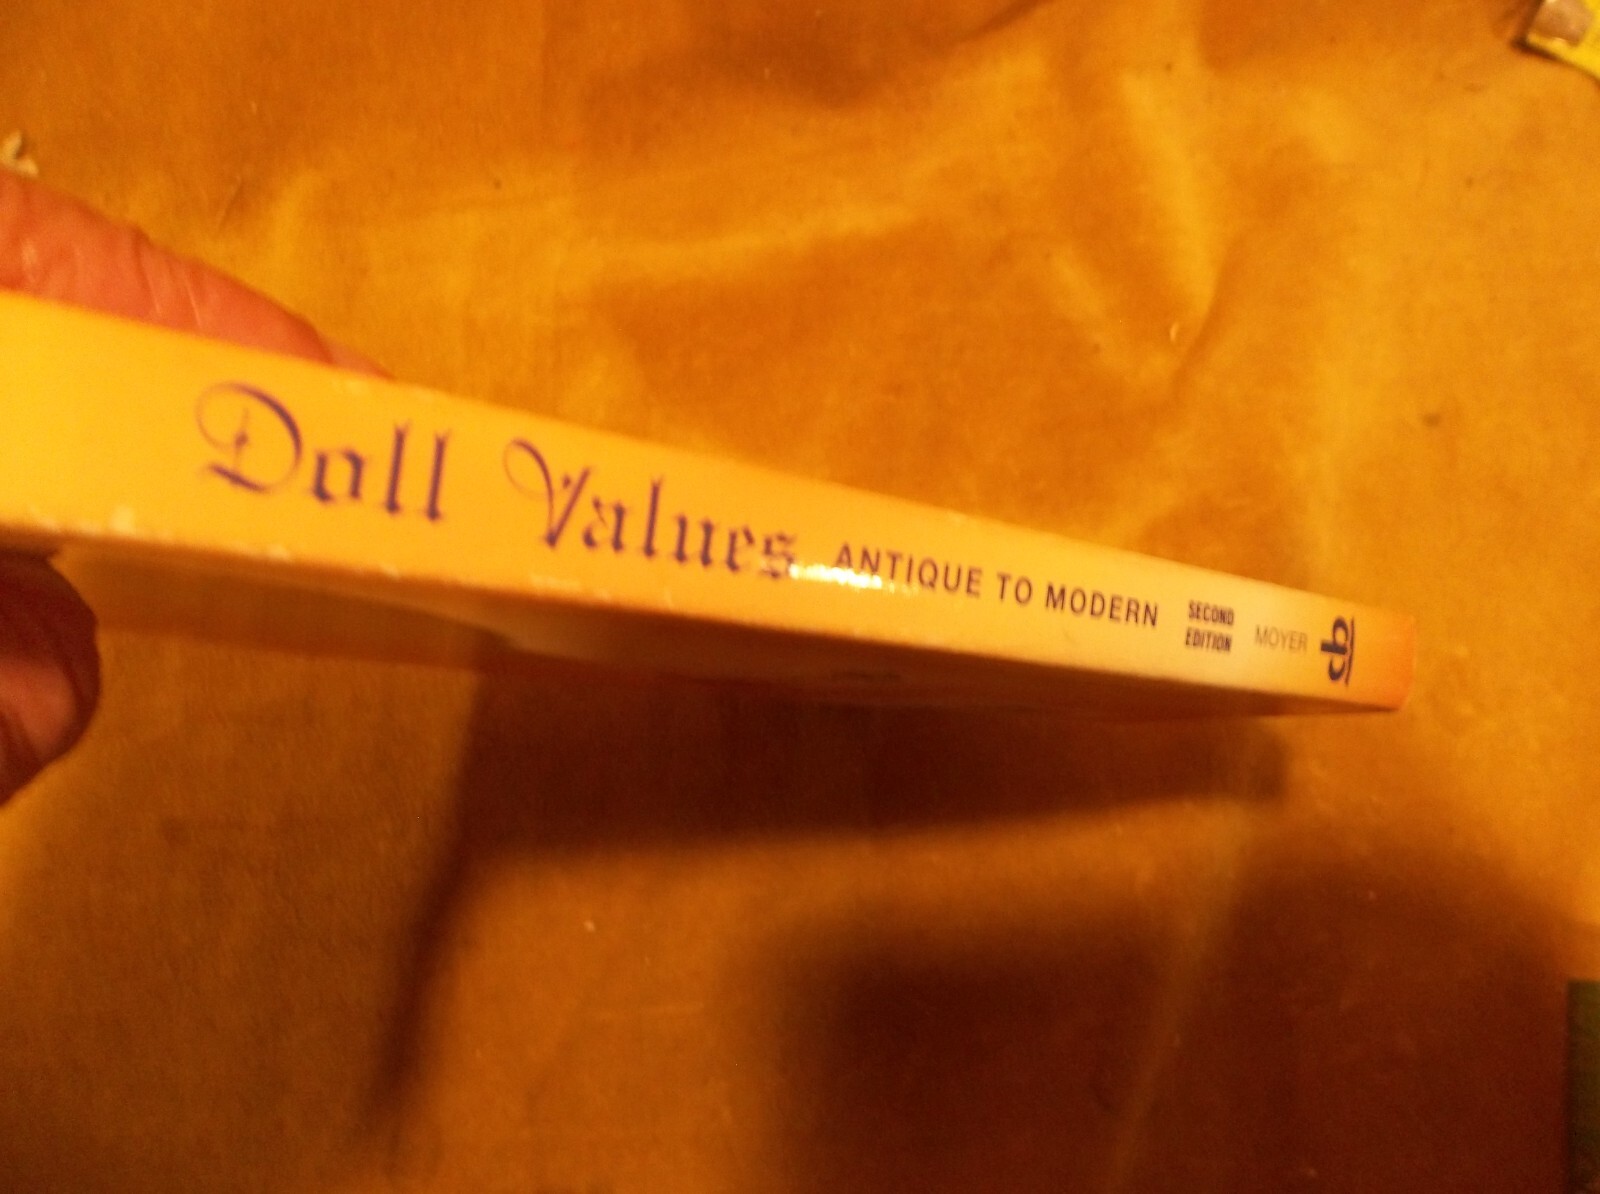 Doll Values ANTIQUE TO MODERN
SECOND
EDITION
MOYER
cb